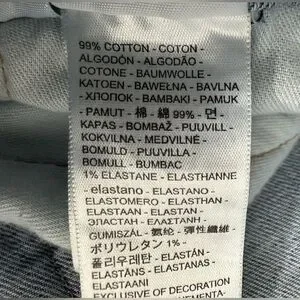 99% COTTON - COTON -
ALGODÓN - ALGODÃO -
COTONE - BAUMWOLLE -
KATOEN - BAWEŁNA - BAVLNA
- ХЛОПОК - ΒΑΜΒΑΚΙ - PAMUK
- PAMUT - 棉 - 綿 99% - 면 -
KAPAS - BOMBAŽ - PUUVILL -
KOKVILNA - MEDVILNĖ -
BOMULD - BOMULL - PUUVILLA -
BOMULL - BUMBAC
1% ELASTANE - ELASTHANNE
- elastano - ELASTANO -
ELASTOMERO - ELASTHAN -
ELASTAAN - ELASTAN -
ЭЛАСТАН - ΕΛΑΣΤΑΝΗ -
GUMISZÁL - 氨纶 - 彈性纖維
ポリウレタン 1% -
폴리우레탄 - ELASTAN -
ELASTĀNS - ELASTANAS -
ELASTAANI
EXCLUSIVE OF DECORATION